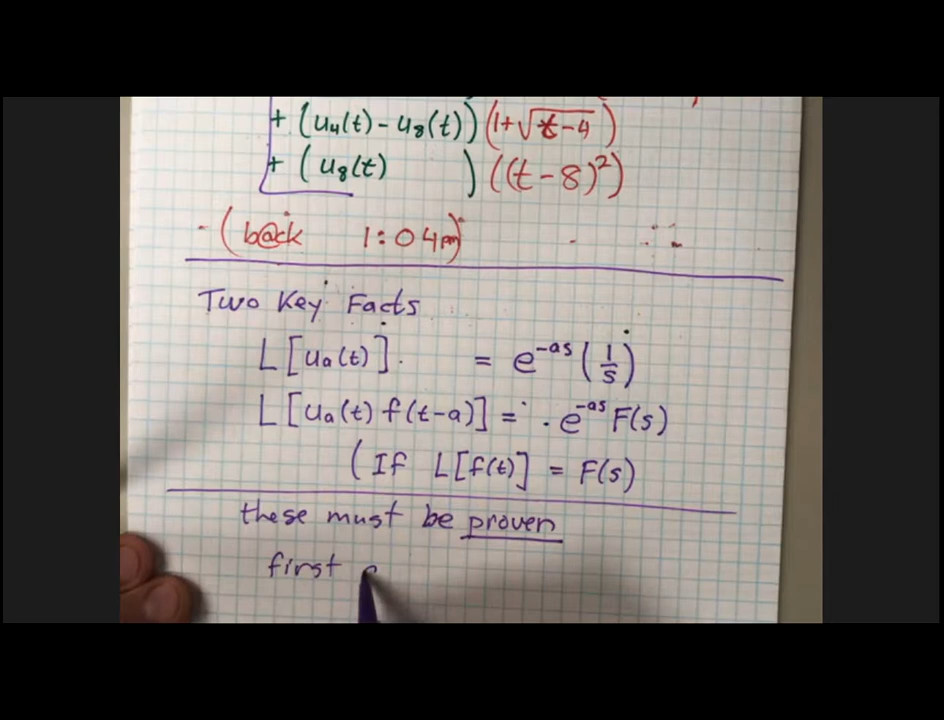 + (u₄(t) - u₈(t)) (1+√t-4)
+ (u₈(t) ) ((t-8)²)
(b@ck 1:04pm)
Two Key Facts
L[uₐ(t)] = e^-as (1/s)
L[uₐ(t) f(t-a)] = e^-as F(s)
(If L[f(t)] = F(s)
these must be proven
first